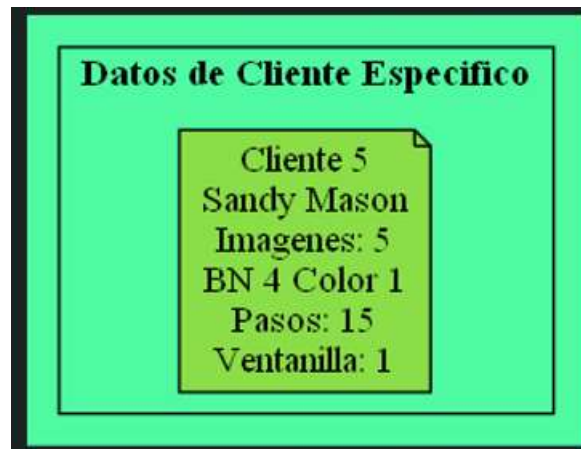 Datos de Cliente Especifico
Cliente 5
Sandy Mason
Imagenes: 5
BN 4 Color 1
Pasos: 15
Ventanilla: 1